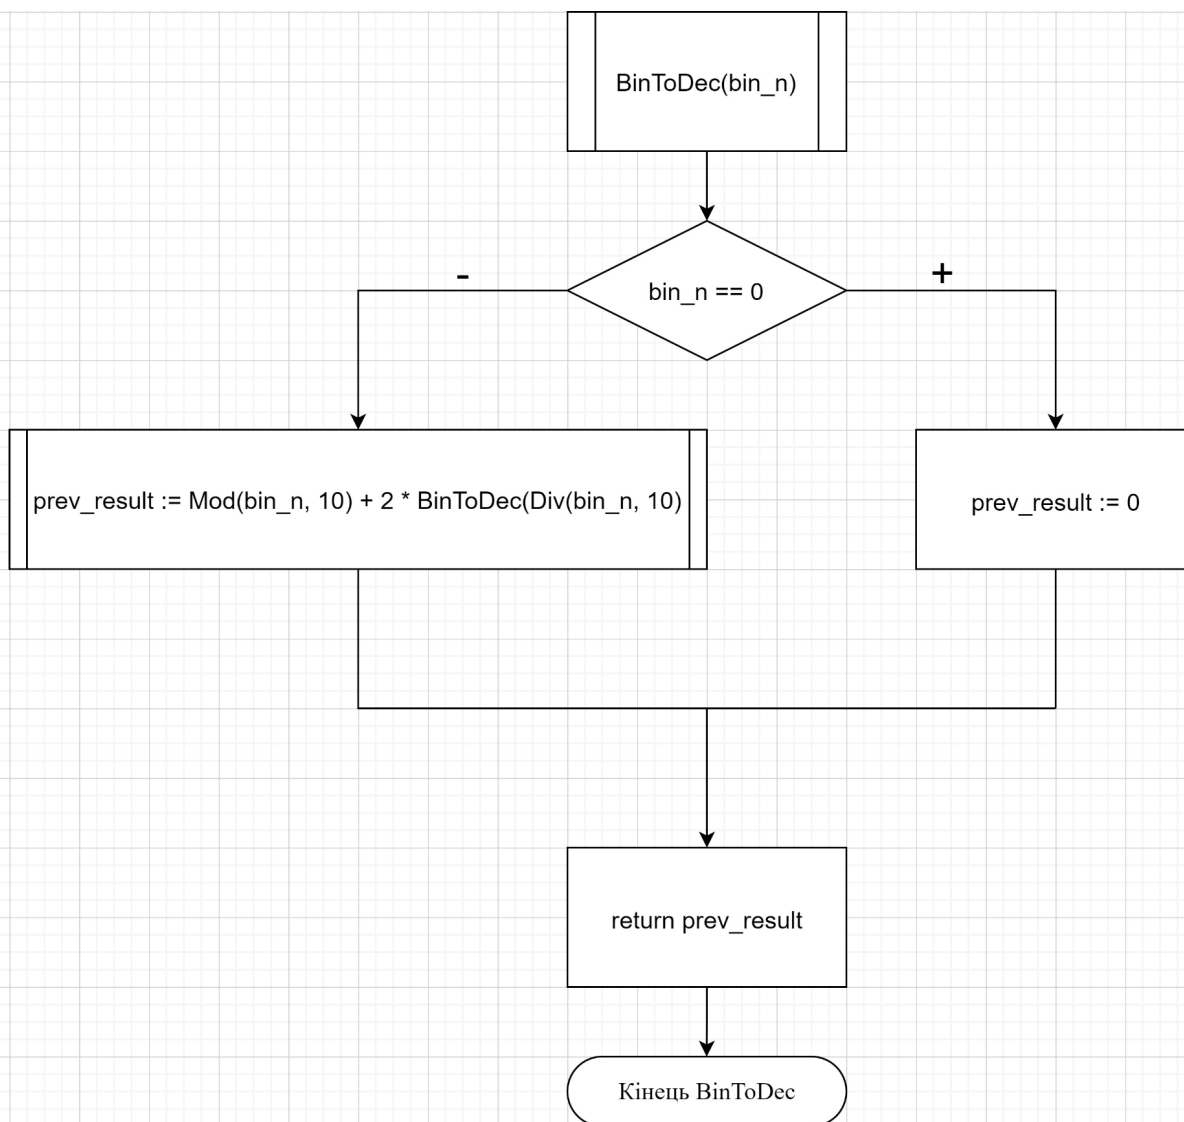 BinToDec(bin_n)
bin_n == 0
-
+
prev_result := Mod(bin_n, 10) + 2 * BinToDec(Div(bin_n, 10)
prev_result := 0
return prev_result
Кінець BinToDec